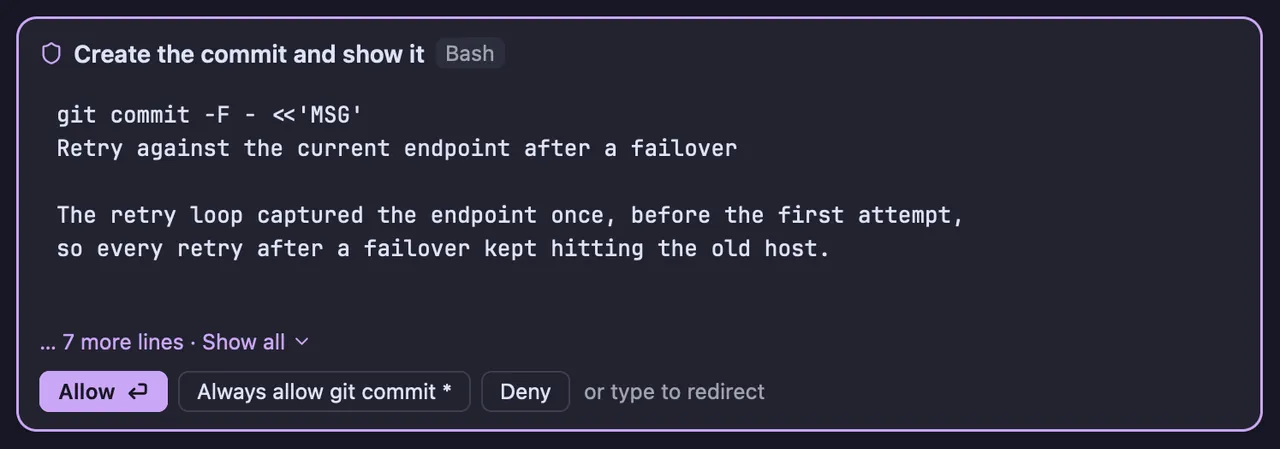 Create the commit and show it Bash
git commit -F - <<'MSG'
Retry against the current endpoint after a failover
The retry loop captured the endpoint once, before the first attempt,
so every retry after a failover kept hitting the old host.
... 7 more lines · Show all
Allow Always allow git commit * Deny or type to redirect